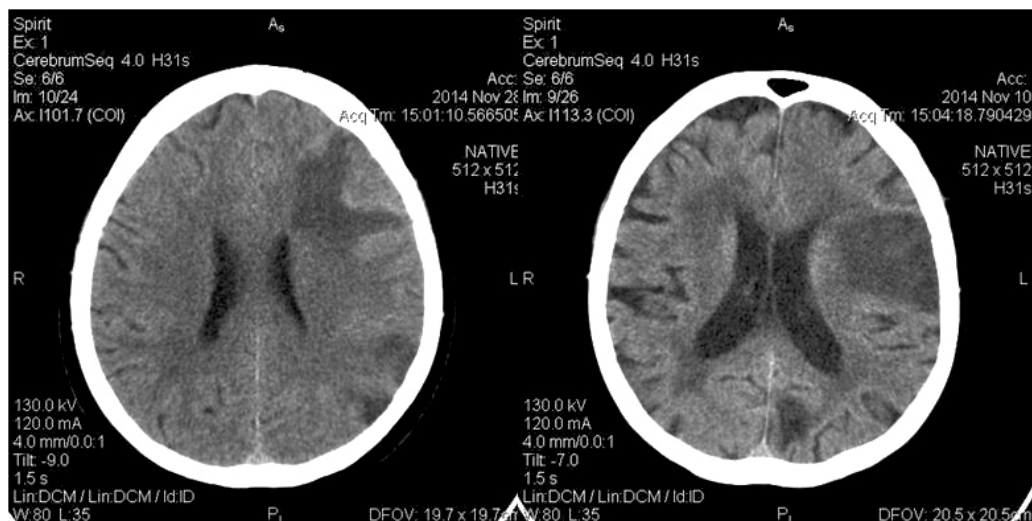 Spirit
Ex: 1
CerebrumSeq 4.0 H31s
Se: 6/6
Im: 10/24
Ax: I101.7 (COI)
A
Acc:
2014 Nov 28
Acq Tm: 15:01:10.566505
NATIVE
512 x 512
H31s
R
L
130.0 kV
120.0 mA
4.0 mm/0.0:1
Tilt: -9.0
1.5 s
Lin:DCM / Lin:DCM / Id:ID
W:80 L:35
P
DFOV: 19.7 x 19.7cm
Spirit
Ex: 1
CerebrumSeq 4.0 H31s
Se: 6/6
Im: 9/26
Ax: I113.3 (COI)
As
Acc:
2014 Nov 10
Acq Tm: 15:04:18.790429
NATIVE
512 x 512
H31s
R
L
130.0 kV
120.0 mA
4.0 mm/0.0:1
Tilt: -7.0
1.5 s
Lin:DCM / Lin:DCM / Id:ID
W:80 L:35
P
DFOV: 20.5 x 20.5cm